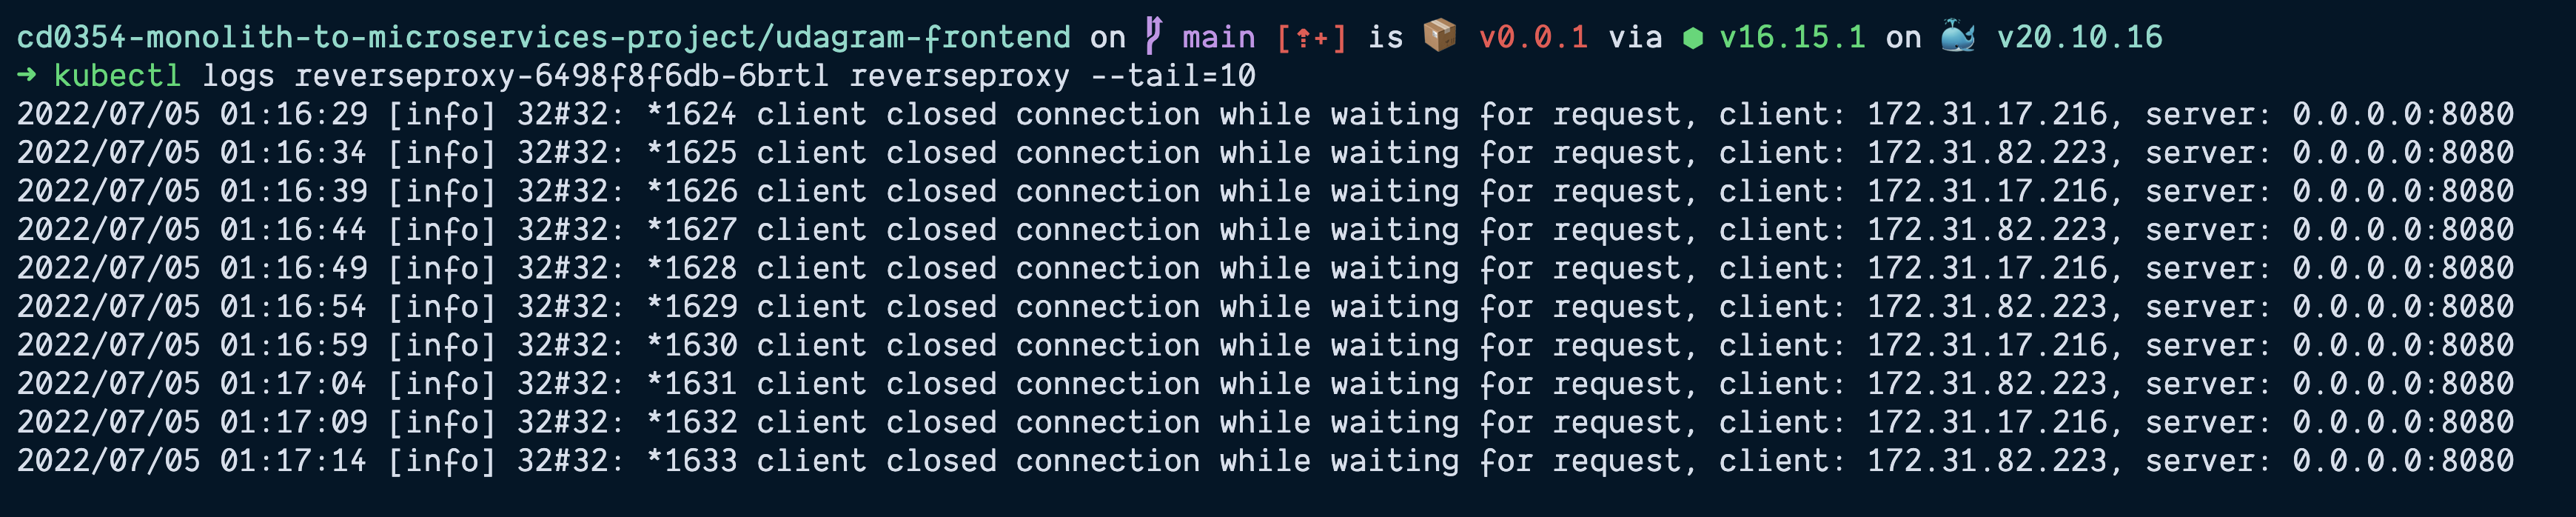 cd0354-monolith-to-microservices-project/udagram-frontend on main [⇡+] is 📦 v0.0.1 via ⬢ v16.15.1 on 🐳 v20.10.16
➜ kubectl logs reverseproxy-6498f8f6db-6brtl reverseproxy --tail=10
2022/07/05 01:16:29 [info] 32#32: *1624 client closed connection while waiting for request, client: 172.31.17.216, server: 0.0.0.0:8080
2022/07/05 01:16:34 [info] 32#32: *1625 client closed connection while waiting for request, client: 172.31.82.223, server: 0.0.0.0:8080
2022/07/05 01:16:39 [info] 32#32: *1626 client closed connection while waiting for request, client: 172.31.17.216, server: 0.0.0.0:8080
2022/07/05 01:16:44 [info] 32#32: *1627 client closed connection while waiting for request, client: 172.31.82.223, server: 0.0.0.0:8080
2022/07/05 01:16:49 [info] 32#32: *1628 client closed connection while waiting for request, client: 172.31.17.216, server: 0.0.0.0:8080
2022/07/05 01:16:54 [info] 32#32: *1629 client closed connection while waiting for request, client: 172.31.82.223, server: 0.0.0.0:8080
2022/07/05 01:16:59 [info] 32#32: *1630 client closed connection while waiting for request, client: 172.31.17.216, server: 0.0.0.0:8080
2022/07/05 01:17:04 [info] 32#32: *1631 client closed connection while waiting for request, client: 172.31.82.223, server: 0.0.0.0:8080
2022/07/05 01:17:09 [info] 32#32: *1632 client closed connection while waiting for request, client: 172.31.17.216, server: 0.0.0.0:8080
2022/07/05 01:17:14 [info] 32#32: *1633 client closed connection while waiting for request, client: 172.31.82.223, server: 0.0.0.0:8080